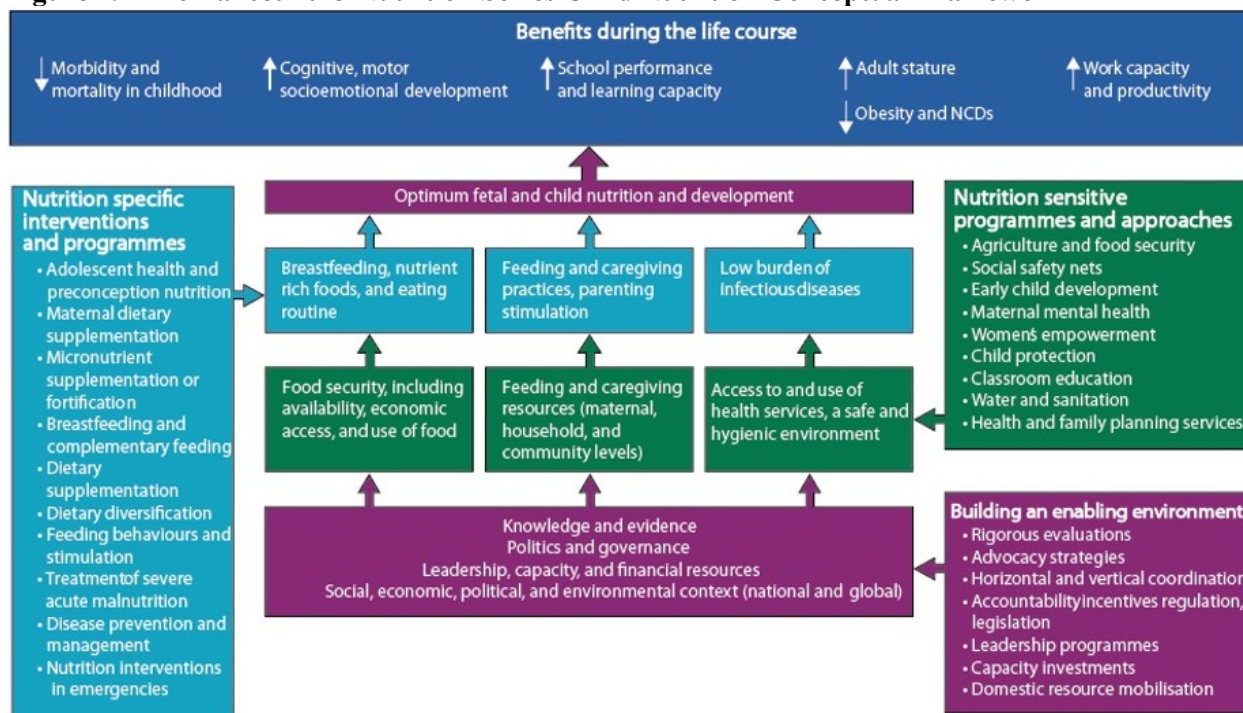 Benefits during the life course
↓ Morbidity and
mortality in childhood
↑ Cognitive, motor
socioemotional development
↑ School performance
and learning capacity
↑ Adult stature
↓ Obesity and NCDs
↑ Work capacity
and productivity
Optimum fetal and child nutrition and development
Nutrition specific
interventions
and programmes
• Adolescent health and
preconception nutrition
• Maternal dietary
supplementation
• Micronutrient
supplementation or
fortification
• Breastfeeding and
complementary feeding
• Dietary
supplementation
• Dietary diversification
• Feeding behaviours and
stimulation
• Treatmentof severe
acute malnutrition
• Disease prevention and
management
• Nutrition interventions
in emergencies
Breastfeeding, nutrient
rich foods, and eating
routine
Feeding and caregiving
practices, parenting
stimulation
Low burden of
infectiousdiseases
Food security, including
availability, economic
access, and use of food
Feeding and caregiving
resources (maternal,
household, and
community levels)
Access to and use of
health services, a safe and
hygienic environment
Knowledge and evidence
Politics and governance
Leadership, capacity, and financial resources
Social, economic, political, and environmental context (national and global)
Nutrition sensitive
programmes and approaches
• Agriculture and food security
• Social safety nets
• Early child development
• Maternal mental health
• Women's empowerment
• Child protection
• Classroom education
• Water and sanitation
• Health and family planning services
Building an enabling environment
• Rigorous evaluations
• Advocacy strategies
• Horizontal and vertical coordination
• Accountabilityincentives regulation,
legislation
• Leadership programmes
• Capacity investments
• Domestic resource mobilisation